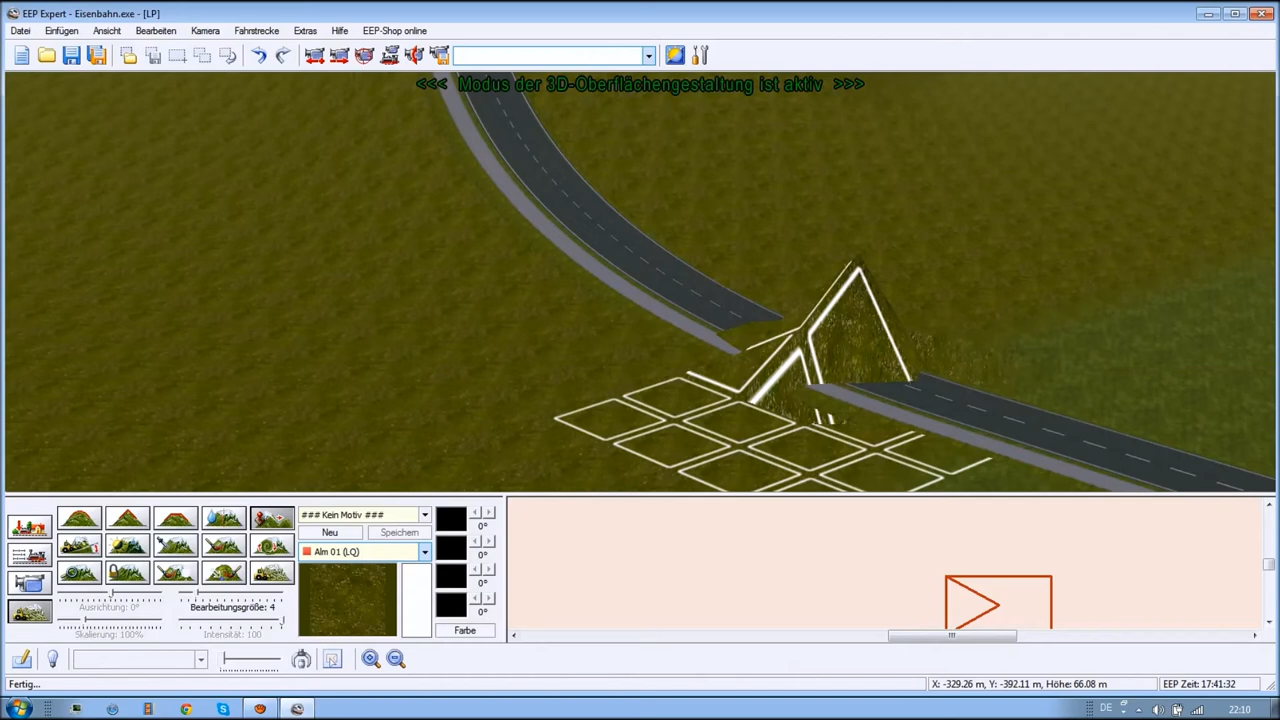 EEP Expert - Eisenbahn.exe - [LP]
Datei Einfügen Ansicht Bearbeiten Kamera Fahrstrecke Extras Hilfe EEP-Shop online
<<< Modus der 3D-Oberflächengestaltung ist aktiv >>>
### Kein Motiv ###
0°
Neu Speichern
Alm 01 (LQ)
0°
0°
Ausrichtung: 0° Bearbeitungsgröße: 4
0°
Skalierung: 100% Intensität: 100
Farbe
Fertig... X: -329.26 m, Y: -392.11 m, Höhe: 66.08 m EEP Zeit: 17:41:32
DE 22:10